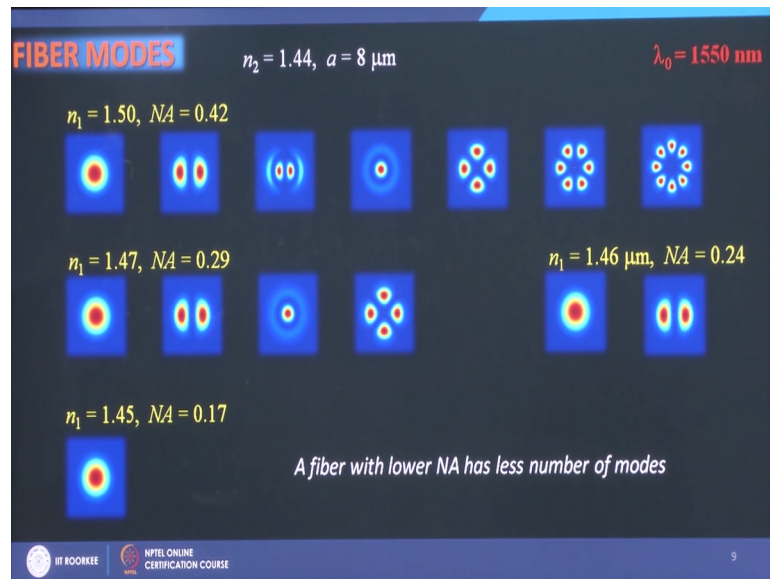 FIBER MODES
n₂ = 1.44, a = 8 μm
λ₀ = 1550 nm
n₁ = 1.50, NA = 0.42
n₁ = 1.47, NA = 0.29
n₁ = 1.46 μm, NA = 0.24
n₁ = 1.45, NA = 0.17
A fiber with lower NA has less number of modes
IIT ROORKEE
NPTEL ONLINE
CERTIFICATION COURSE
9